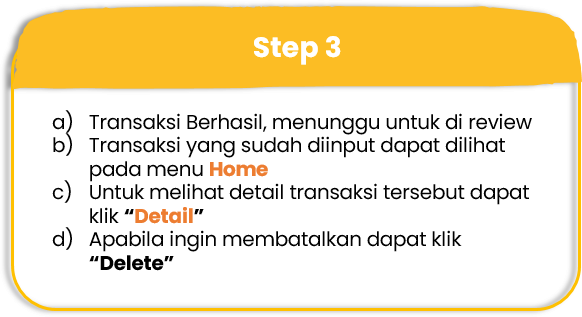 Step 3
a) Transaksi Berhasil, menunggu untuk di review
b) Transaksi yang sudah diinput dapat dilihat
pada menu Home
c) Untuk melihat detail transaksi tersebut dapat
klik “Detail”
d) Apabila ingin membatalkan dapat klik
“Delete”